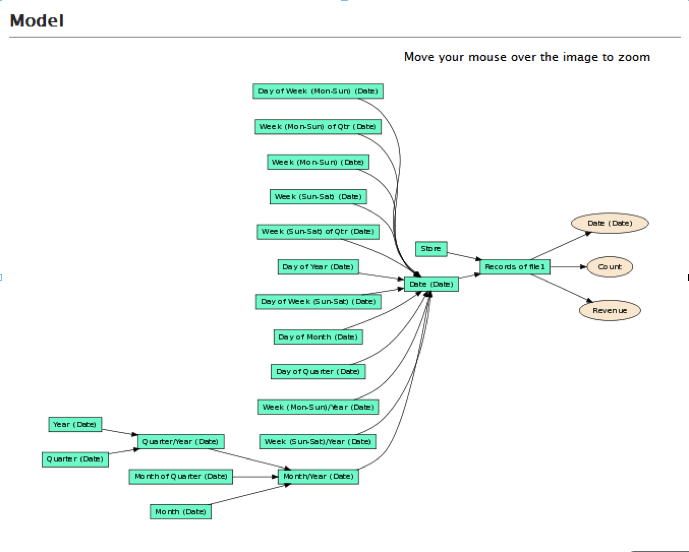 Model
Move your mouse over the image to zoom
Day of Week (Mon-Sun) (Date)
Week (Mon-Sun) of Qtr (Date)
Week (Mon-Sun) (Date)
Week (Sun-Sat) (Date)
Date (Date)
Week (Sun-Sat) of Qtr (Date)
Store
Day of Year (Date)
Records of file1
Count
Date (Date)
Day of Week (Sun-Sat) (Date)
Revenue
Day of Month (Date)
Day of Quarter (Date)
Week (Mon-Sun)/Year (Date)
Year (Date)
Quarter/Year (Date)
Week (Sun-Sat)/Year (Date)
Quarter (Date)
Month of Quarter (Date)
Month/Year (Date)
Month (Date)